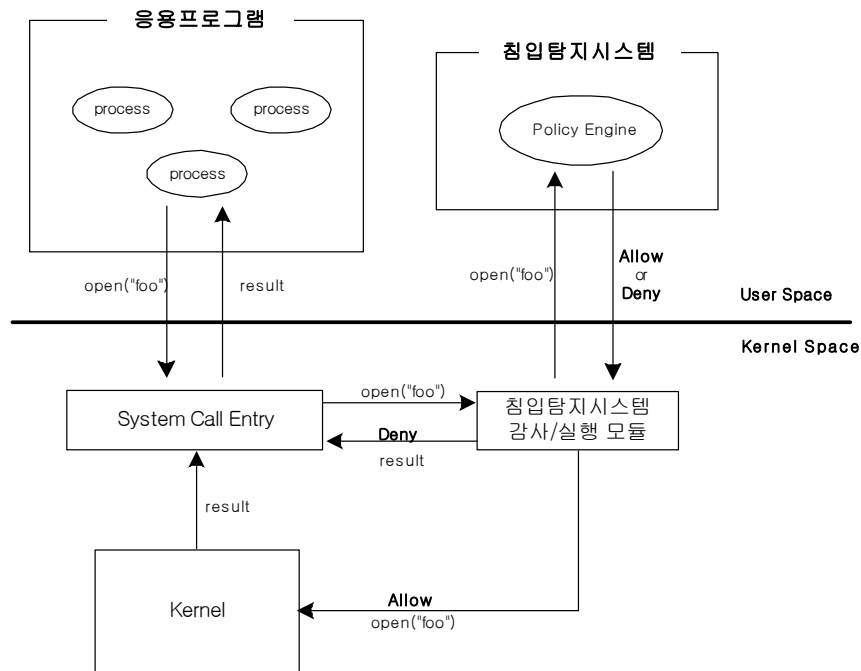 응용프로그램
process
process
process
침입탐지시스템
Policy Engine
open("foo")
result
open("foo")
Allow
or
Deny
User Space
Kernel Space
System Call Entry
open("foo")
Deny
result
침입탐지시스템
감사/실행 모듈
result
Kernel
Allow
open("foo")